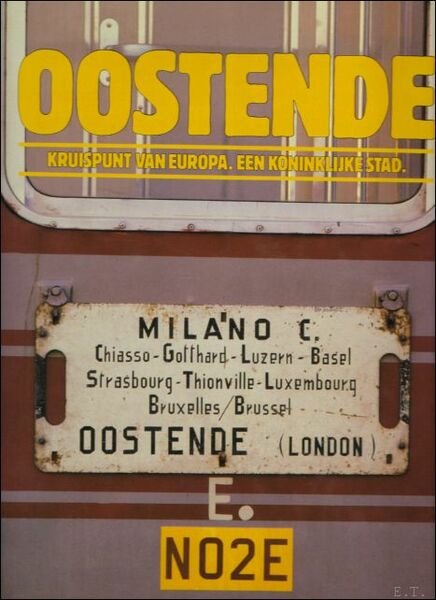 OOSTENDE
KRUISPUNT VAN EUROPA. EEN KONINKLIJKE STAD.
MILANO C.
Chiasso-Gotthard-Luzern-Basel
Strasbourg-Thionville-Luxembourg
Bruxelles/Brussel
OOSTENDE (LONDON)
E.
NO2E
E.T.